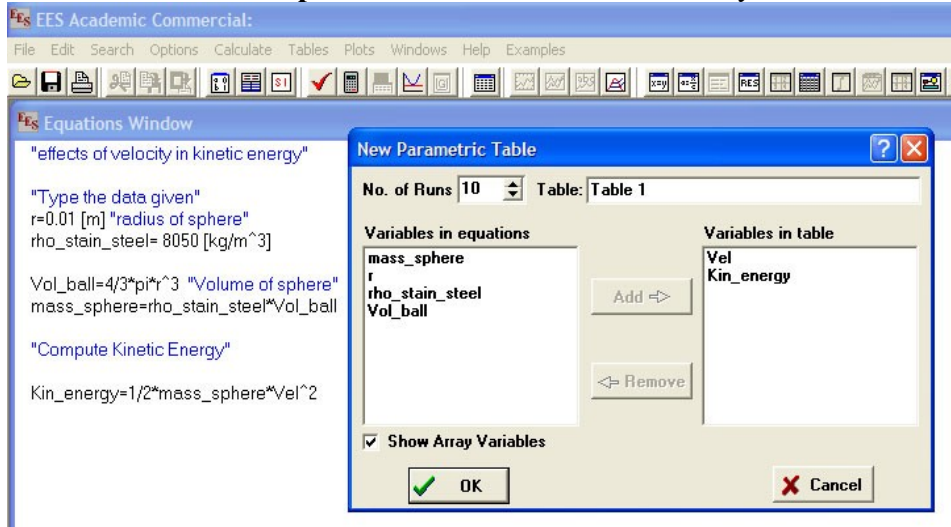 EES Academic Commercial:
File Edit Search Options Calculate Tables Plots Windows Help Examples
Equations Window
"effects of velocity in kinetic energy"
"Type the data given"
r=0.01 [m] "radius of sphere"
rho_stain_steel= 8050 [kg/m^3]
Vol_ball=4/3*pi*r^3 "Volume of sphere"
mass_sphere=rho_stain_steel*Vol_ball
"Compute Kinetic Energy"
Kin_energy=1/2*mass_sphere*Vel^2
New Parametric Table
No. of Runs 10 Table: Table 1
Variables in equations
mass_sphere
r
rho_stain_steel
Vol_ball
Add
Remove
Variables in table
Vel
Kin_energy
Show Array Variables
OK
Cancel